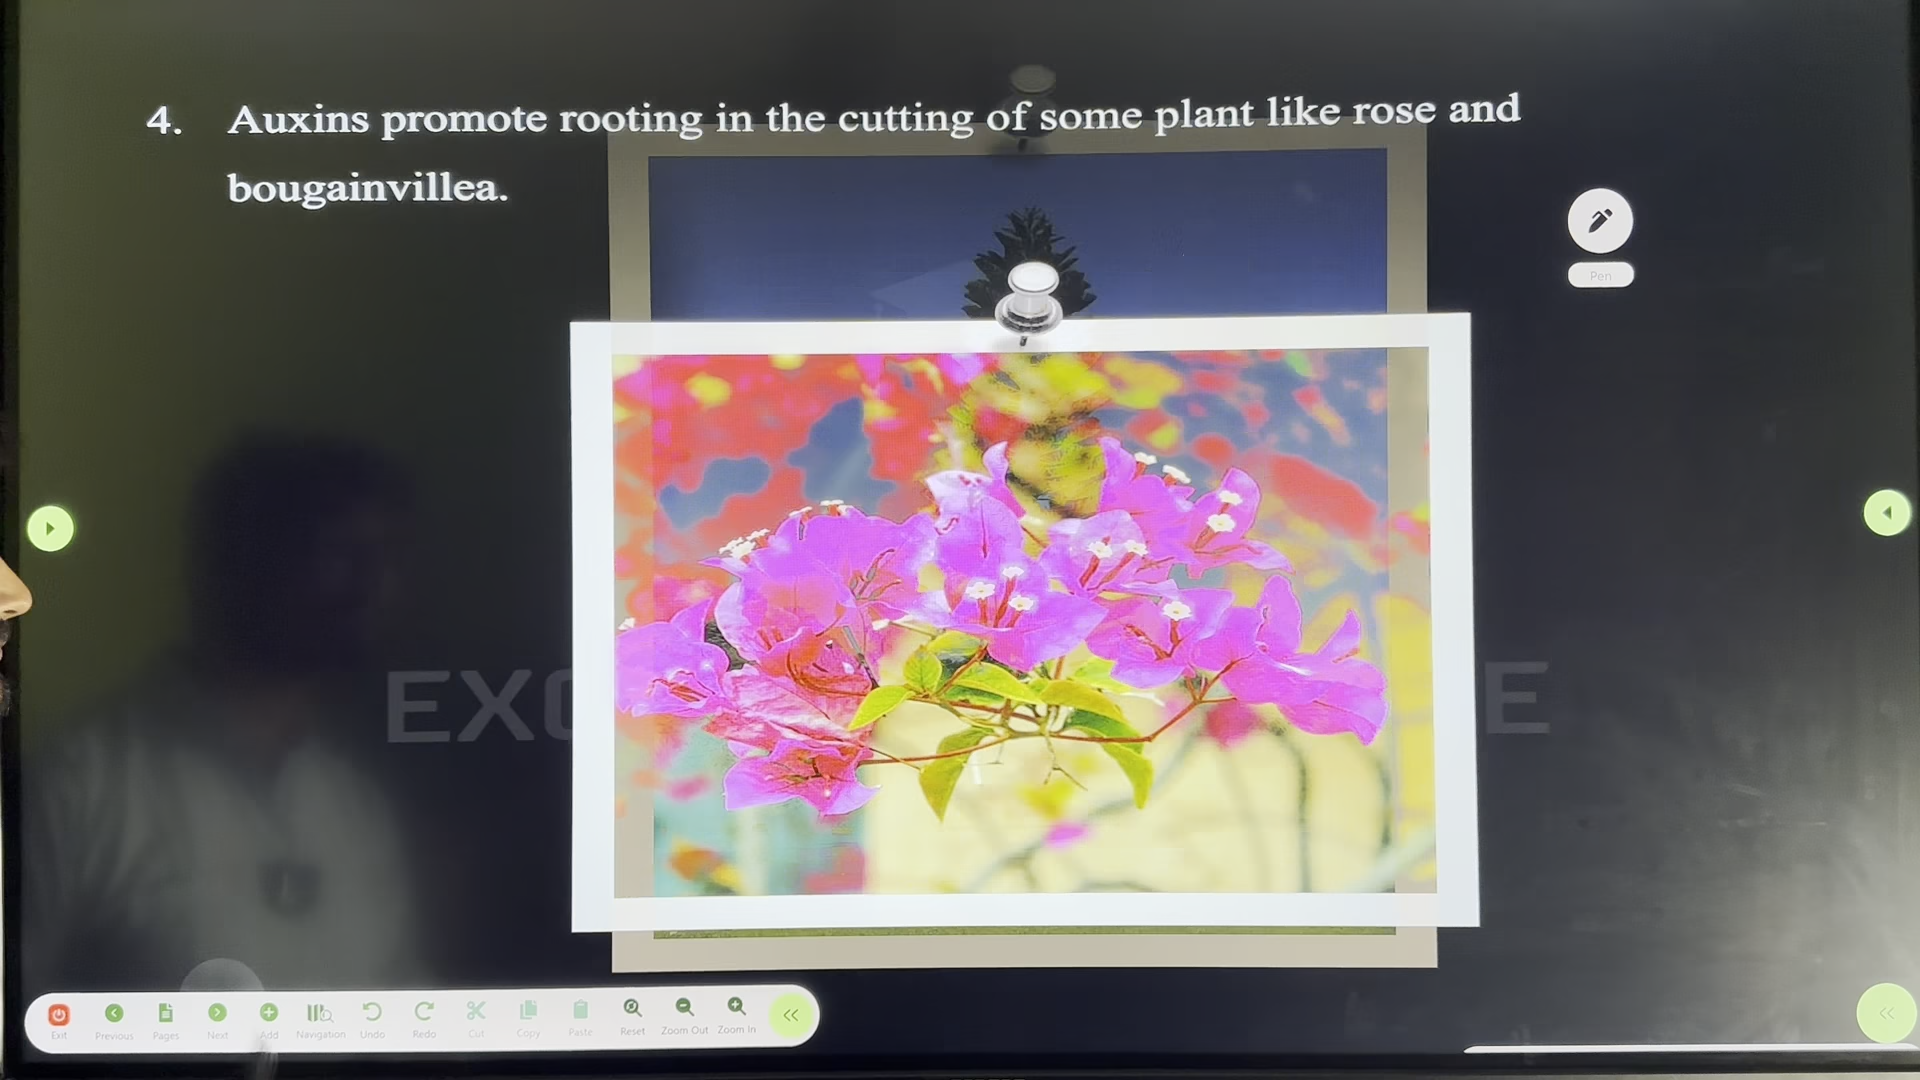 4. Auxins promote rooting in the cutting of some plant like rose and
bougainvillea.
Pen
EXC
E
Exit Previous Pages Next Add Navigation Undo Redo Cut Copy Paste Reset Zoom Out Zoom In